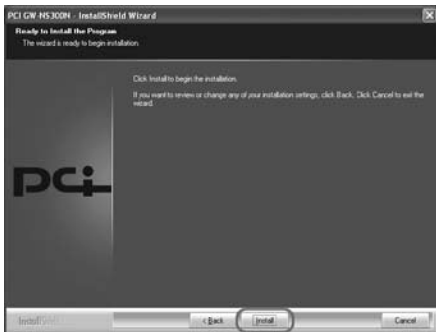 PCI GW-NS300N - InstallShield Wizard
Ready to Install the Program
The wizard is ready to begin installation.
Click Install to begin the installation.
If you want to review or change any of your installation settings, click Back. Click Cancel to exit the
wizard.
PCi
InstallShield
< Back
Install
Cancel